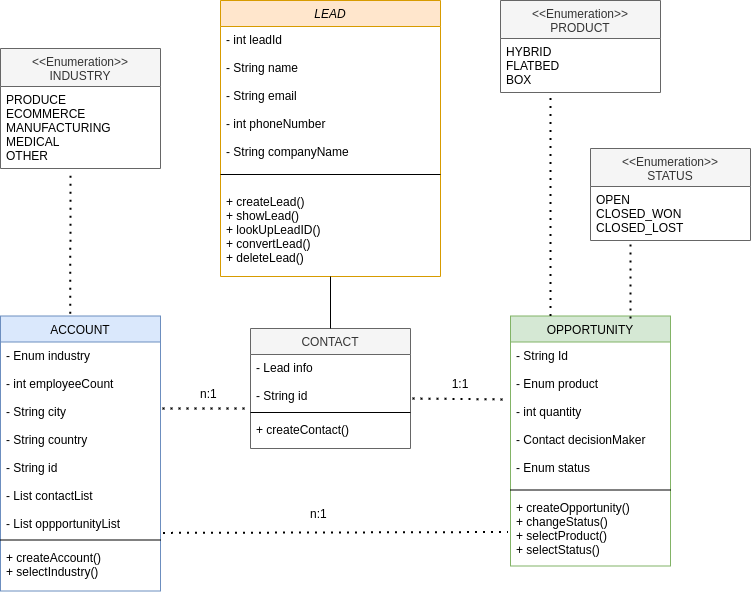 LEAD
- int leadId
- String name
- String email
- int phoneNumber
- String companyName
+ createLead()
+ showLead()
+ lookUpLeadID()
+ convertLead()
+ deleteLead()
<<Enumeration>>
PRODUCT
HYBRID
FLATBED
BOX
<<Enumeration>>
INDUSTRY
PRODUCE
ECOMMERCE
MANUFACTURING
MEDICAL
OTHER
<<Enumeration>>
STATUS
OPEN
CLOSED_WON
CLOSED_LOST
ACCOUNT
- Enum industry
- int employeeCount
- String city
- String country
- String id
- List contactList
- List oppportunityList
+ createAccount()
+ selectIndustry()
n:1
CONTACT
- Lead info
- String id
+ createContact()
1:1
n:1
OPPORTUNITY
- String Id
- Enum product
- int quantity
- Contact decisionMaker
- Enum status
+ createOpportunity()
+ changeStatus()
+ selectProduct()
+ selectStatus()